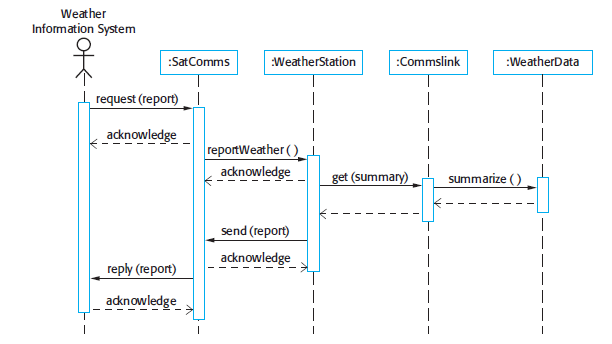 Weather
Information System
:SatComms
:WeatherStation
:Commslink
:WeatherData
request (report)
acknowledge
reportWeather ( )
acknowledge
get (summary)
summarize ( )
send (report)
acknowledge
reply (report)
acknowledge